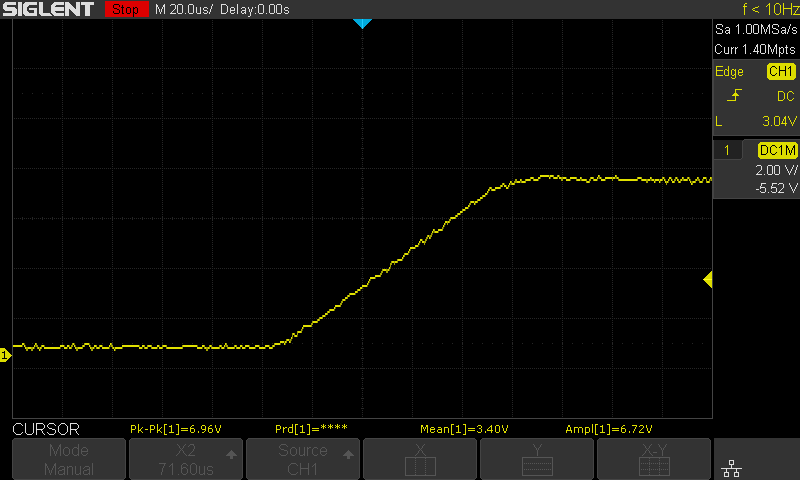 SIGLENT Stop M 20.0us/ Delay:0.00s f < 10Hz
Sa 1.00MSa/s
Curr 1.40Mpts
Edge CH1
DC
L 3.04V
1 DC1M
2.00 V/
-5.52 V
1
CURSOR Pk-Pk[1]=6.96V Prd[1]=**** Mean[1]=3.40V Ampl[1]=6.72V
Mode X2 Source X Y X-Y
Manual 71.60us CH1